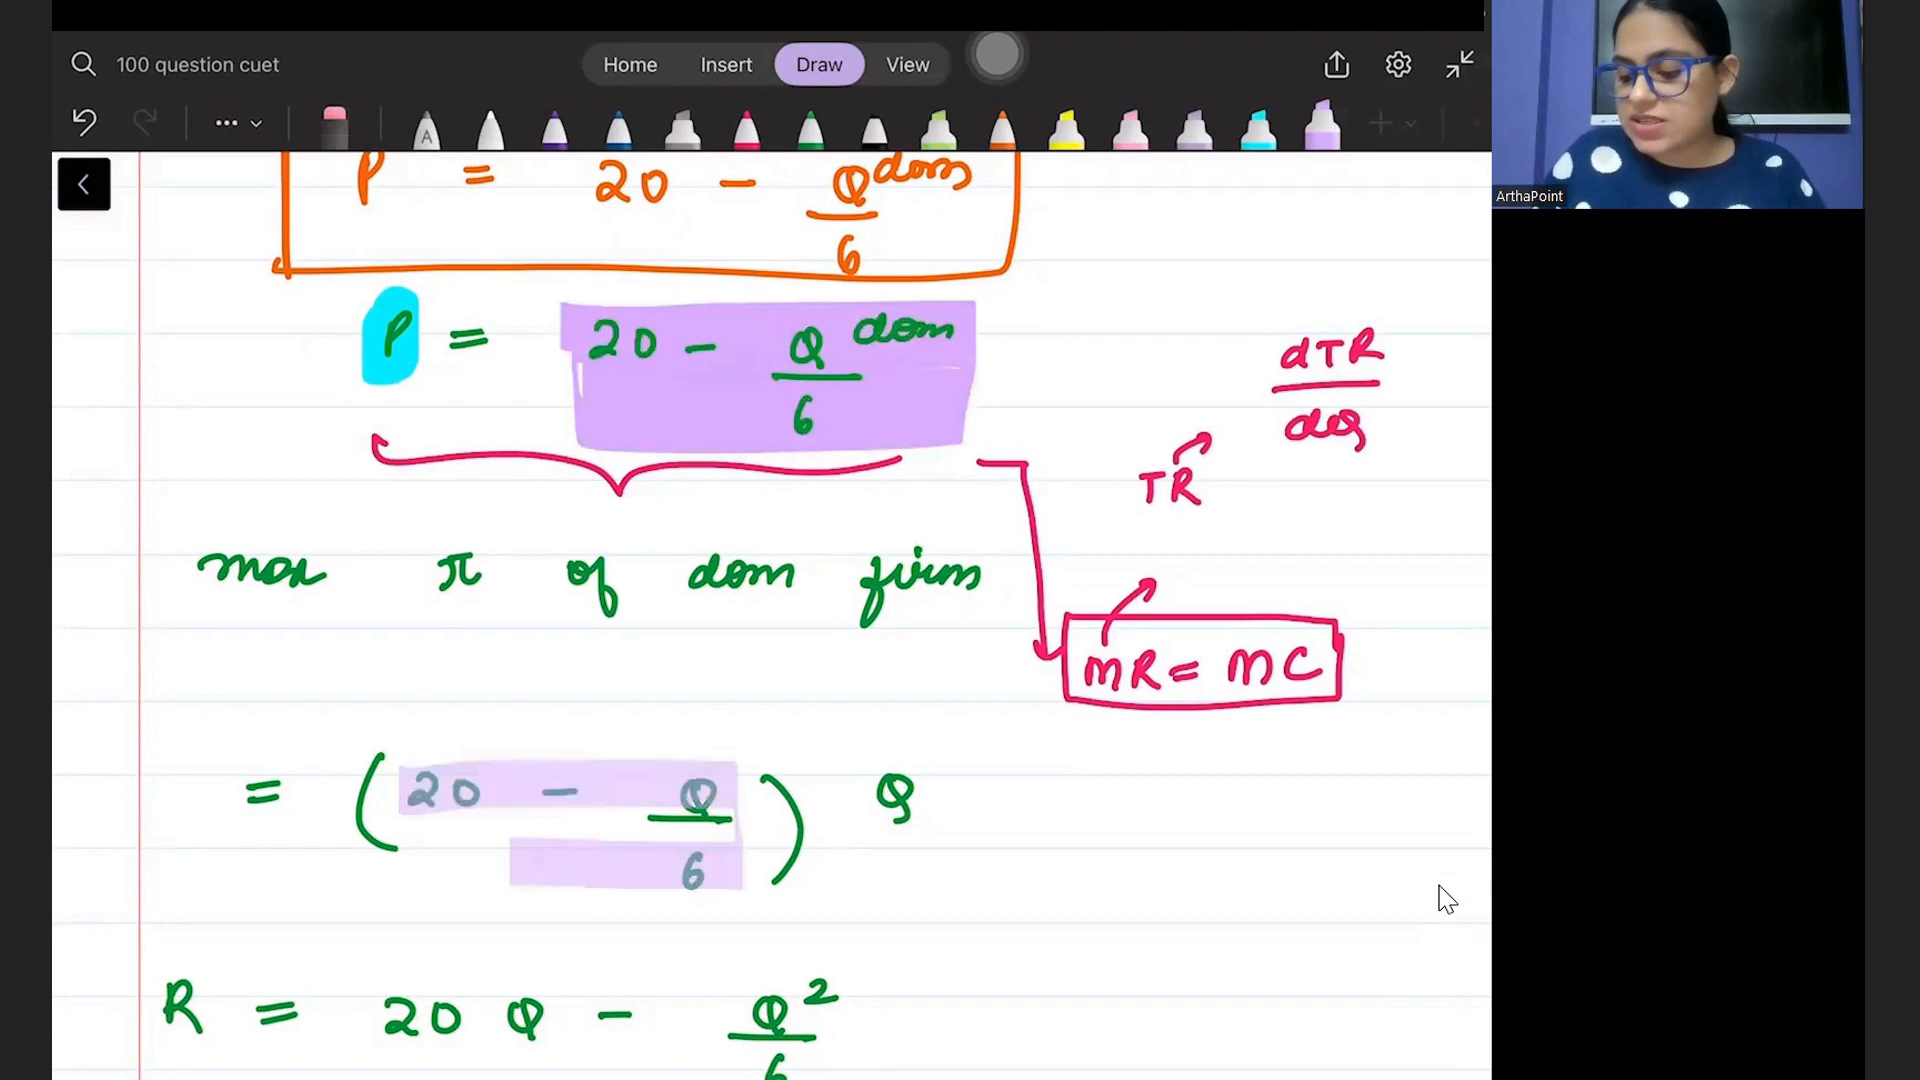 100 question cuet
Home Insert Draw View
A
ArthaPoint
P = 20 - Q^dom
6
P = 20 - Q^dom
6
dTR
dQ
TR
max π of dom firm
MR = MC
= ( 20 - Q ) Q
6
R = 20 Q - Q²
6